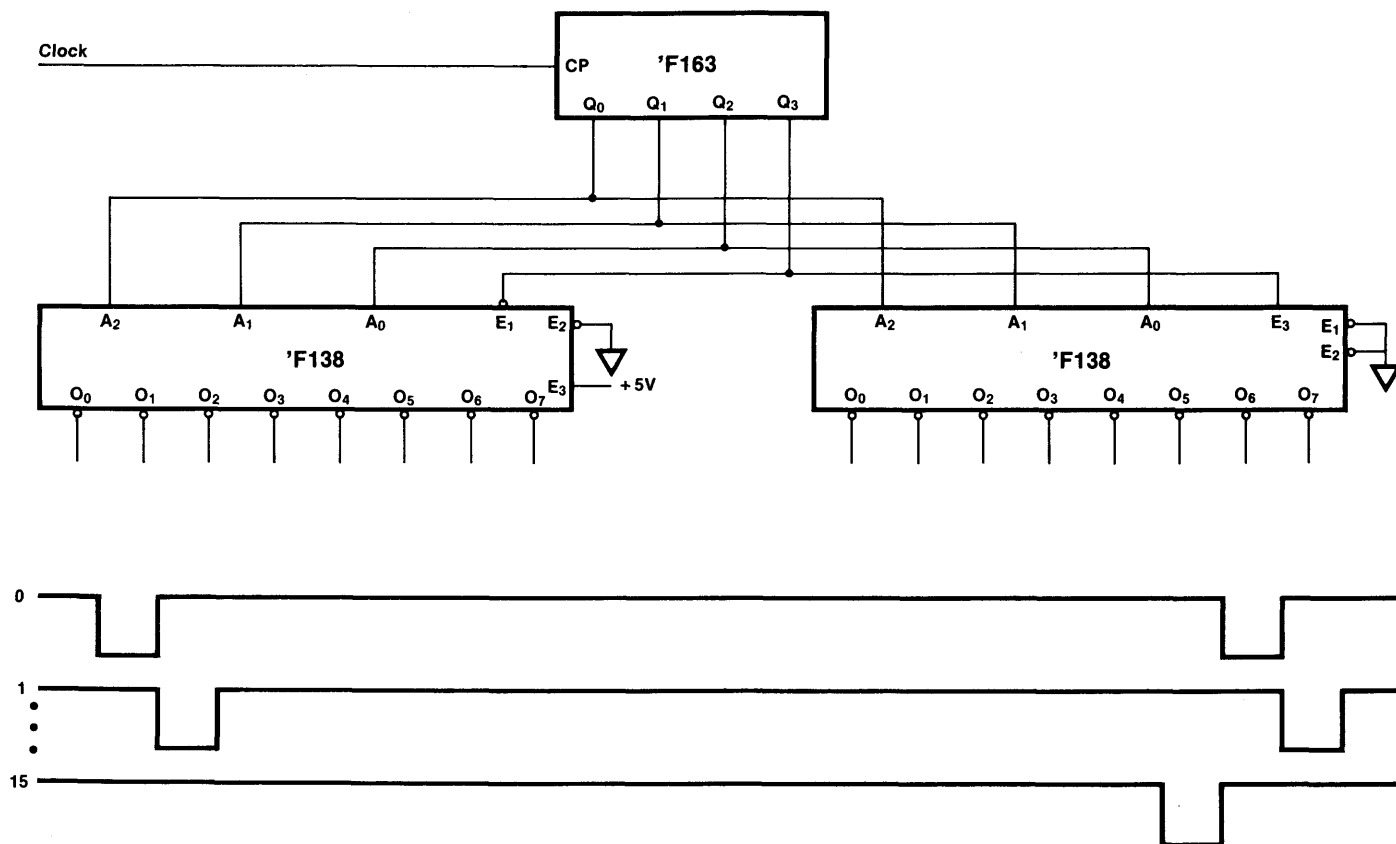 Clock
CP
'F163
Q0 Q1 Q2 Q3
A2 A1 A0 E1 E2
'F138
E3 +5V
O0 O1 O2 O3 O4 O5 O6 O7
A2 A1 A0 E3 E1
E2
'F138
O0 O1 O2 O3 O4 O5 O6 O7
0
1
15